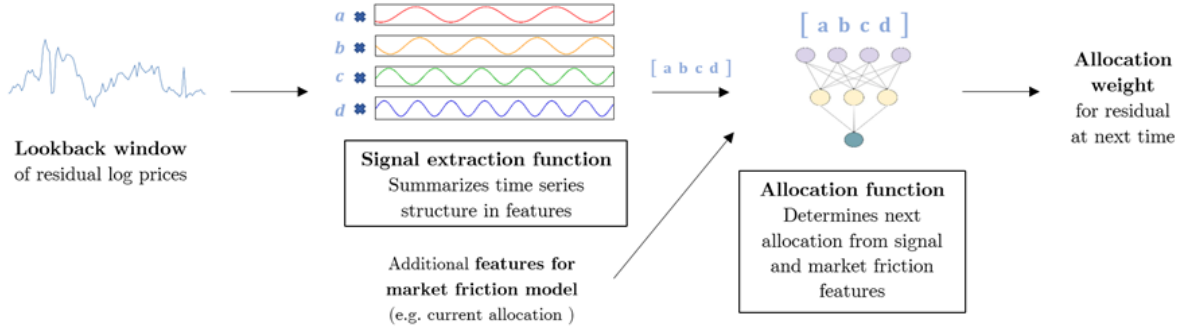 a ✖
b ✖
c ✖
d ✖
Lookback window
of residual log prices
Signal extraction function
Summarizes time series
structure in features
[ a b c d ]
Additional features for
market friction model
(e.g. current allocation )
[ a b c d ]
Allocation function
Determines next
allocation from signal
and market friction
features
Allocation
weight
for residual
at next time